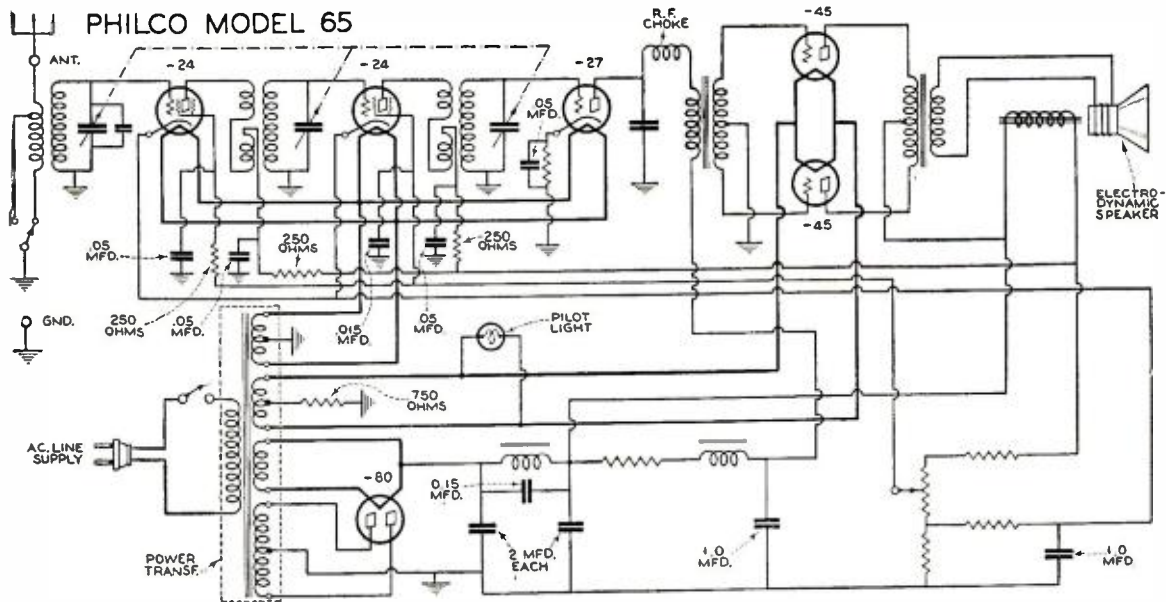 PHILCO MODEL 65
R.F.
CHOKE
-45
ANT.
-24
-24
-27
.05
MFD.
-45
ELECTRO-
DYNAMIC
SPEAKER
.05
MFD.
250
OHMS
250
OHMS
GND.
250
OHMS
.05
MFD.
.015
MFD.
.05
MFD.
PILOT
LIGHT
750
OHMS
A.C. LINE
SUPPLY
-80
0.15
MFD.
POWER
TRANSF.
2 MFD.
EACH
1.0
MFD.
1.0
MFD.